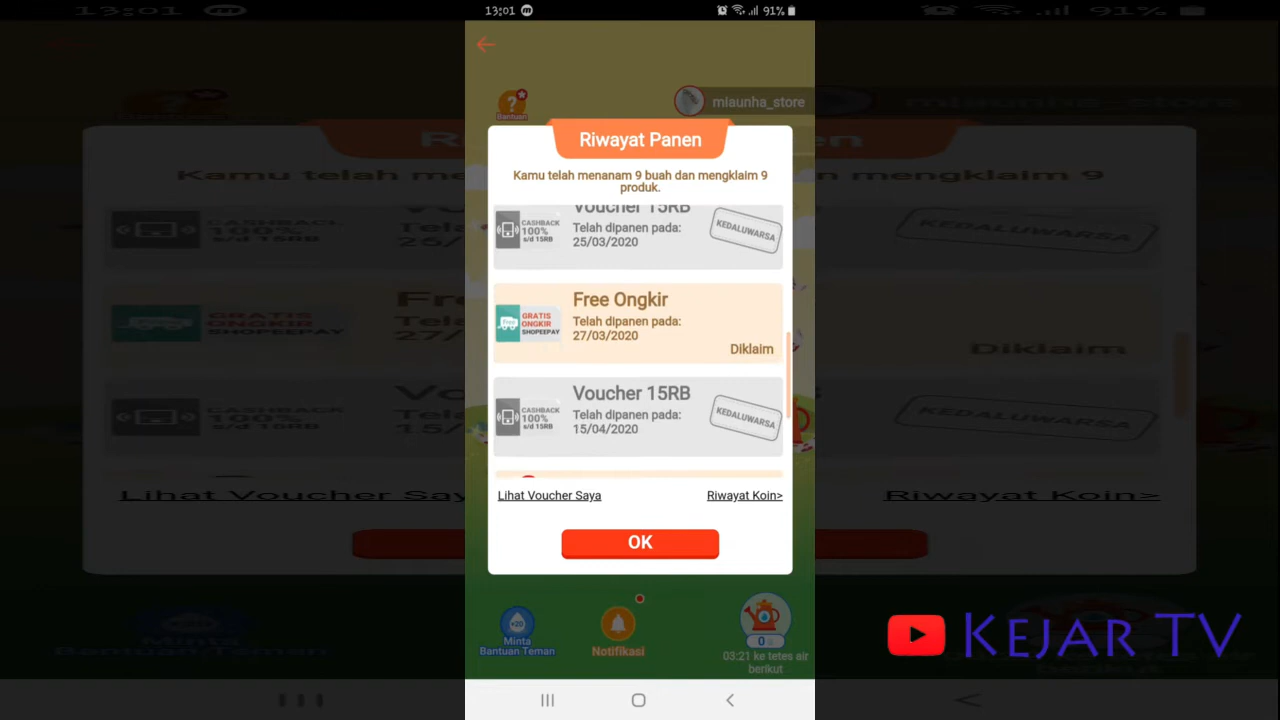 13:01
91%
Bantuan
miaunha_store
Riwayat Panen
Kamu telah menanam 9 buah dan mengklaim 9
produk.
Voucher 15RB
CASHBACK
100%
s/d 15RB
Telah dipanen pada:
25/03/2020
KEDALUWARSA
Free Ongkir
Free
GRATIS
ONGKIR
SHOPEEPAY
Telah dipanen pada:
27/03/2020
Diklaim
Voucher 15RB
CASHBACK
100%
s/d 15RB
Telah dipanen pada:
15/04/2020
KEDALUWARSA
Lihat Voucher Saya
Riwayat Koin>
OK
+20
Minta
Bantuan Teman
Notifikasi
0
03:21 ke tetes air
berikut
KEJAR TV